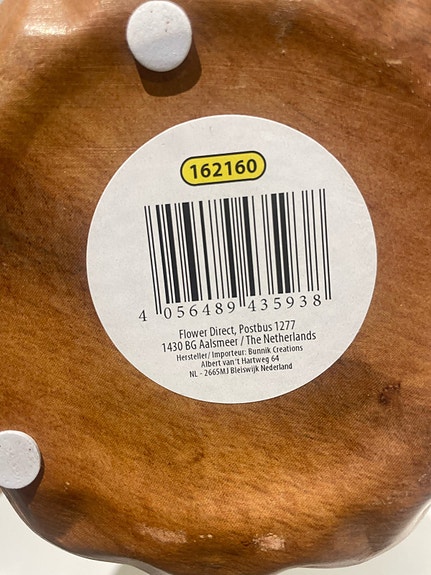 162160
4 056489 435938
Flower Direct, Postbus 1277
1430 BG Aalsmeer / The Netherlands
Hersteller/ Importeur: Bunnik Creations
Albert van't Hartweg 64
NL - 2665MJ Bleiswijk Nederland